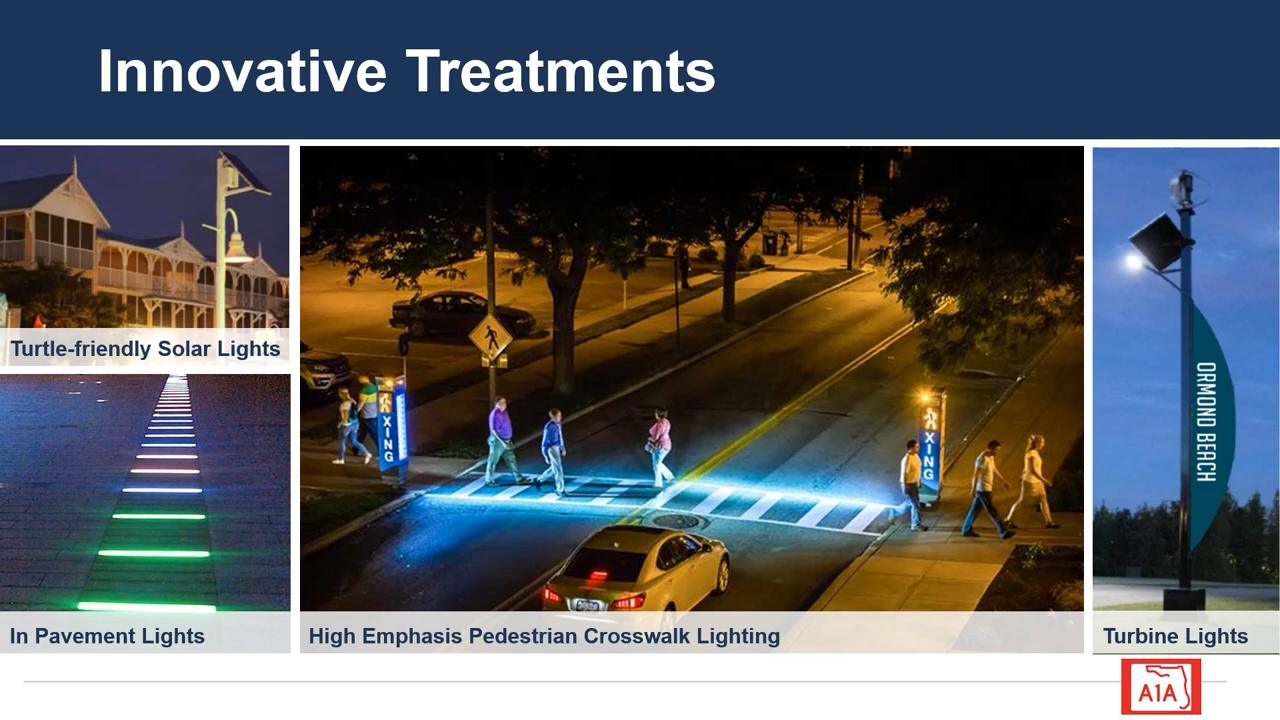 Innovative Treatments
Turtle-friendly Solar Lights
In Pavement Lights
XING
XING
High Emphasis Pedestrian Crosswalk Lighting
ORMOND BEACH
Turbine Lights
A1A